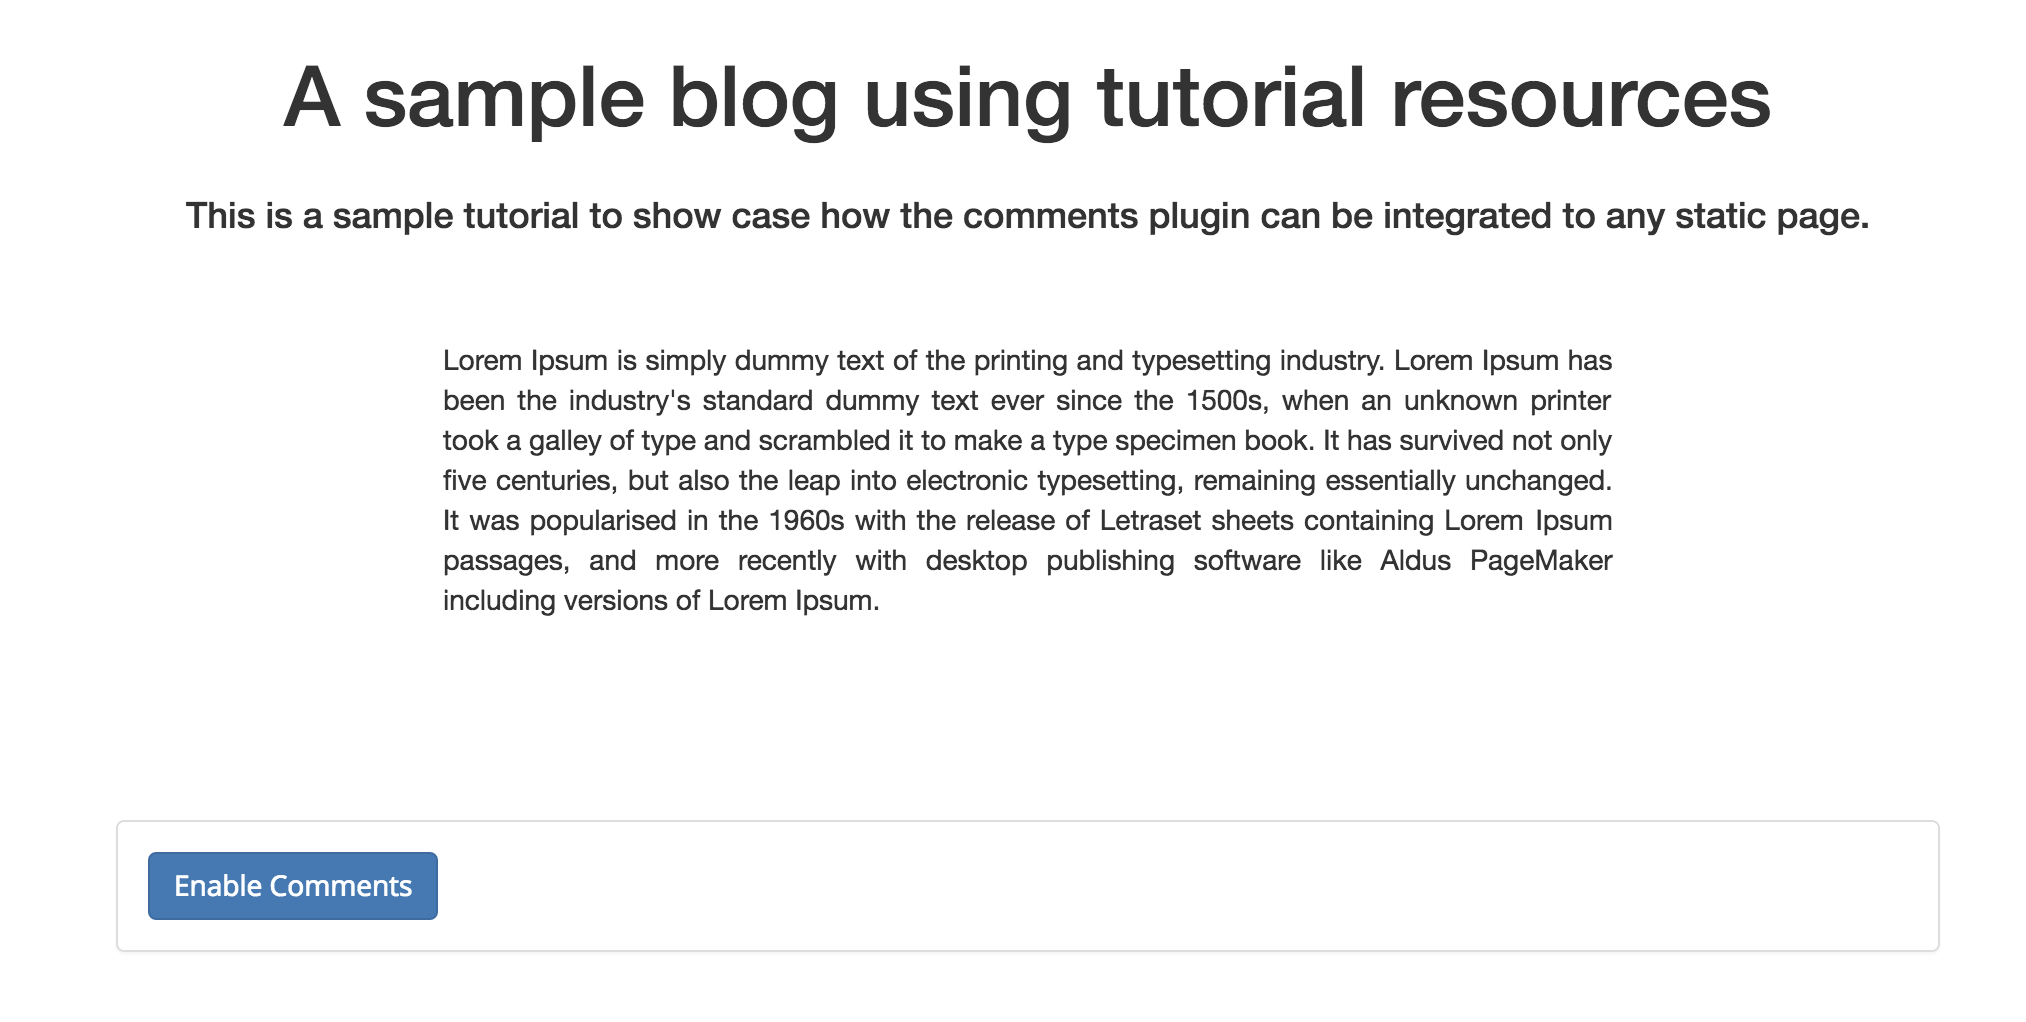 A sample blog using tutorial resources
This is a sample tutorial to show case how the comments plugin can be integrated to any static page.
Lorem Ipsum is simply dummy text of the printing and typesetting industry. Lorem Ipsum has
been the industry's standard dummy text ever since the 1500s, when an unknown printer
took a galley of type and scrambled it to make a type specimen book. It has survived not only
five centuries, but also the leap into electronic typesetting, remaining essentially unchanged.
It was popularised in the 1960s with the release of Letraset sheets containing Lorem Ipsum
passages, and more recently with desktop publishing software like Aldus PageMaker
including versions of Lorem Ipsum.
Enable Comments